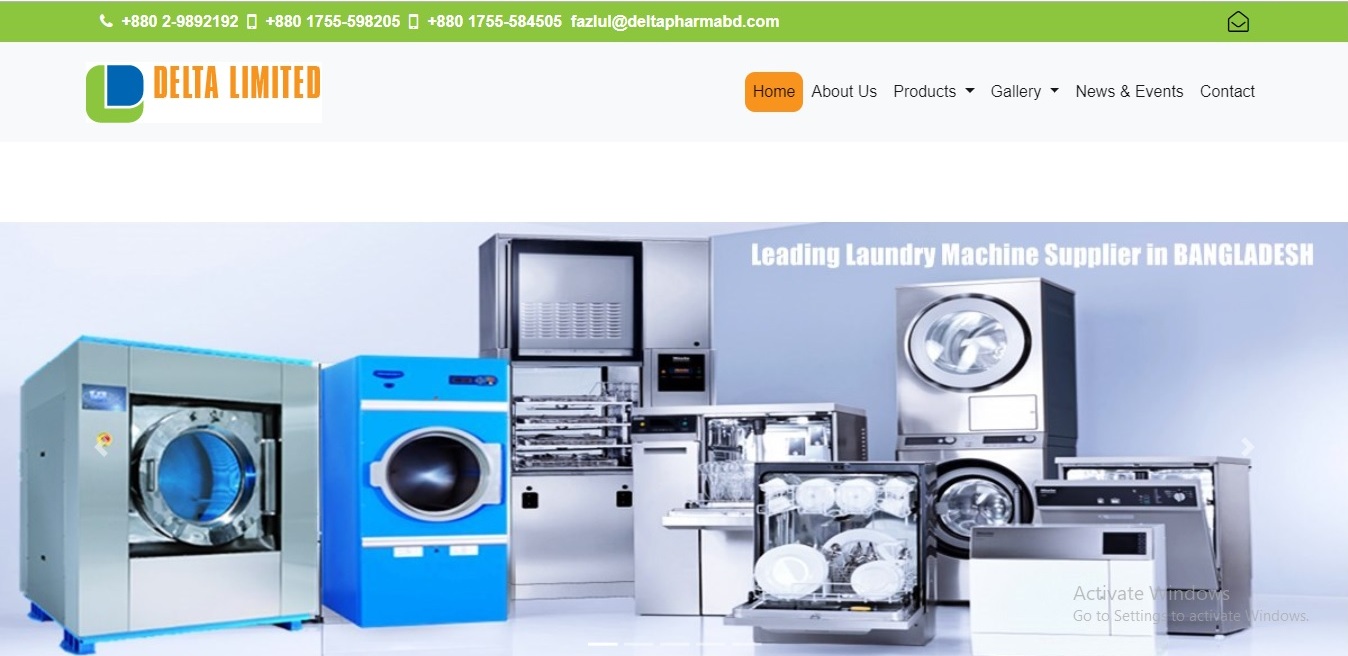 +880 2-9892192 +880 1755-598205 +880 1755-584505 fazlul@deltapharmabd.com
DELTA LIMITED
Home About Us Products Gallery News & Events Contact
Leading Laundry Machine Supplier in BANGLADESH
Activate Windows
Go to Settings to activate Windows.